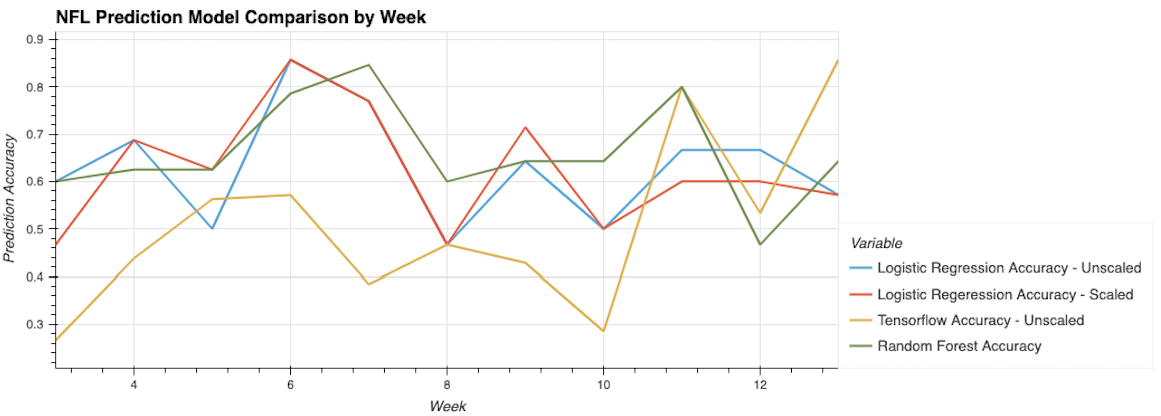 NFL Prediction Model Comparison by Week
Prediction Accuracy
0.9
0.8
0.7
0.6
0.5
0.4
0.3
4
6
8
10
12
Week
Variable
Logistic Regression Accuracy - Unscaled
Logistic Regeression Accuracy - Scaled
Tensorflow Accuracy - Unscaled
Random Forest Accuracy